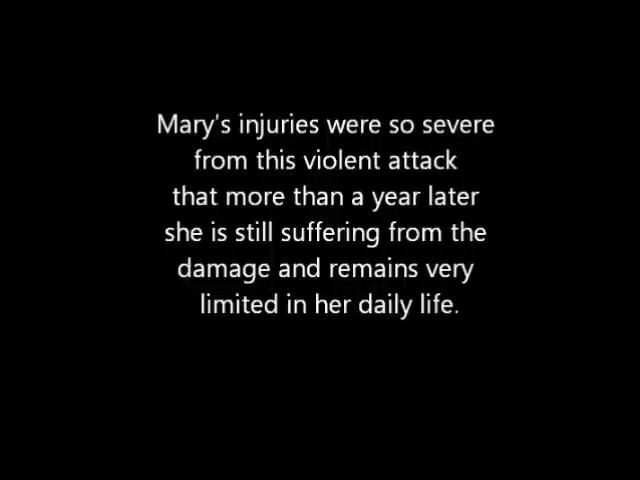 Mary's injuries were so severe
from this violent attack
that more than a year later
she is still suffering from the
damage and remains very
limited in her daily life.